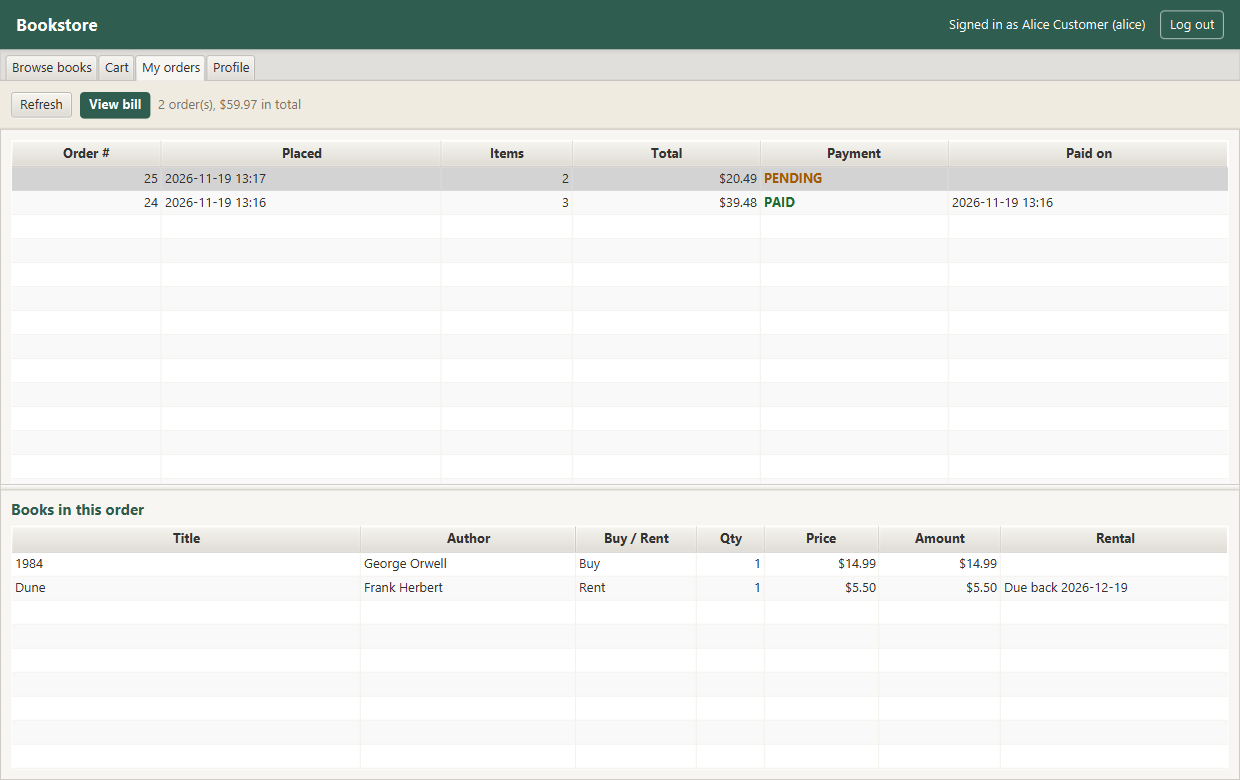 Bookstore
Signed in as Alice Customer (alice) Log out
Browse books Cart My orders Profile
Refresh View bill 2 order(s), $59.97 in total
Order # Placed Items Total Payment Paid on
25 2026-11-19 13:17 2 $20.49 PENDING
24 2026-11-19 13:16 3 $39.48 PAID 2026-11-19 13:16
Books in this order
Title Author Buy / Rent Qty Price Amount Rental
1984 George Orwell Buy 1 $14.99 $14.99
Dune Frank Herbert Rent 1 $5.50 $5.50 Due back 2026-12-19